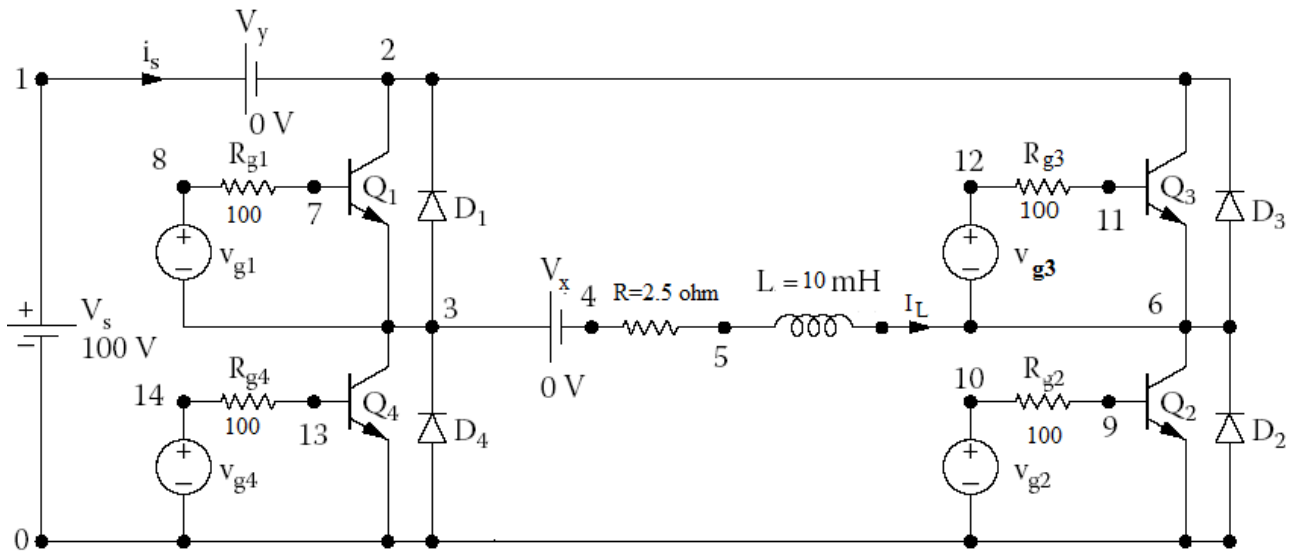 V_y
i_s
1
2
0 V
8
R_g1
Q_1
100
7
D_1
v_g1
12
R_g3
Q_3
100
11
D_3
v_g3
V_x
4
R=2.5 ohm
L = 10 mH
3
5
I_L
6
0 V
+
V_s
100 V
14
R_g4
Q_4
100
13
D_4
v_g4
10
R_g2
Q_2
100
9
D_2
v_g2
0